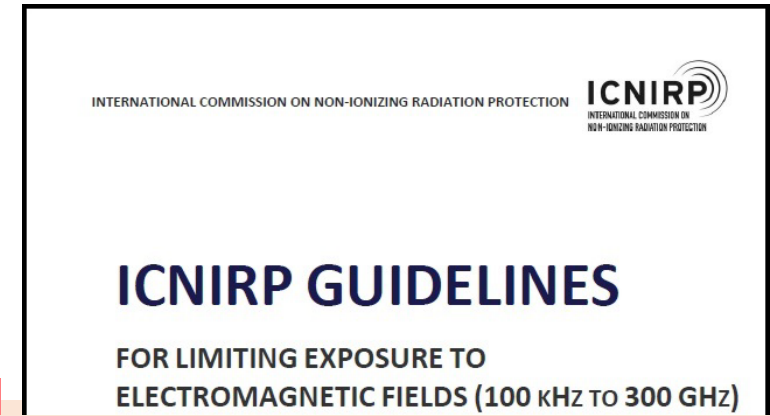 INTERNATIONAL COMMISSION ON NON-IONIZING RADIATION PROTECTION
ICNIRP
INTERNATIONAL COMMISSION ON
NON-IONIZING RADIATION PROTECTION
ICNIRP GUIDELINES
FOR LIMITING EXPOSURE TO
ELECTROMAGNETIC FIELDS (100 KHZ TO 300 GHZ)